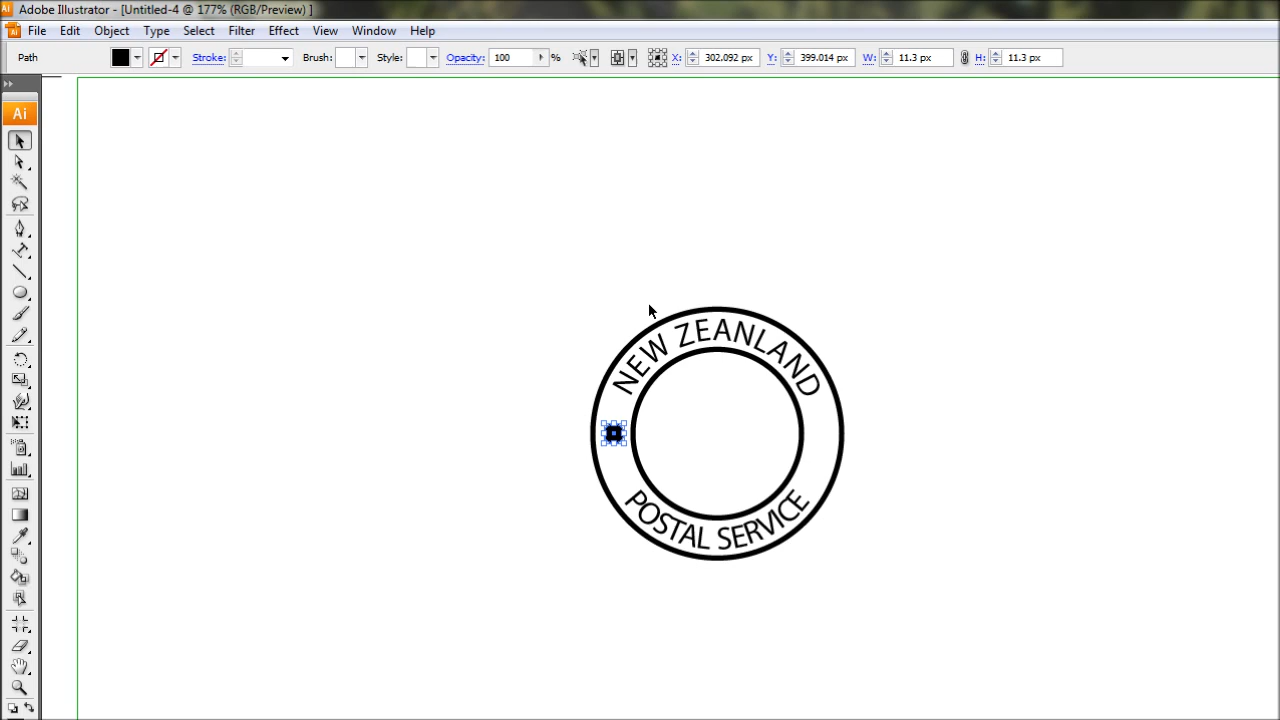 Ai Adobe Illustrator - [Untitled-4 @ 177% (RGB/Preview) ]
Ai File Edit Object Type Select Filter Effect View Window Help
Path Stroke: Brush: Style: Opacity: 100 % X: 302.092 px Y: 399.014 px W: 11.3 px H: 11.3 px
Ai
NEW ZEANLAND
POSTAL SERVICE